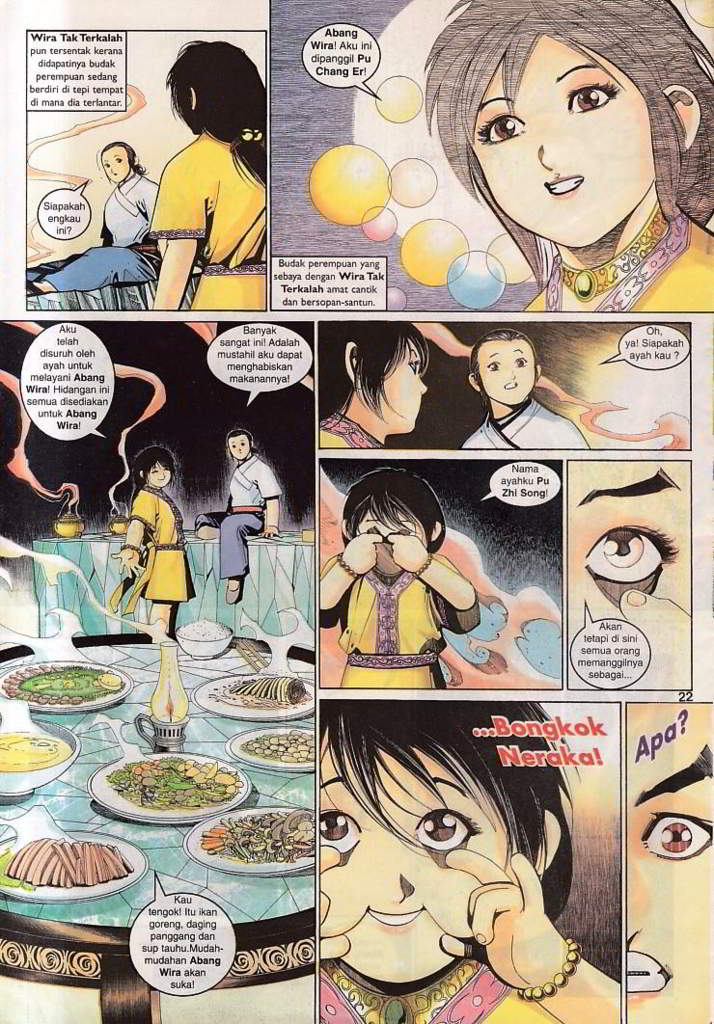 Wira Tak Terkalah
pun tersentak kerana
didapatinya budak
perempuan sedang
berdiri di tepi tempat
di mana dia terlantar.
Siapakah
engkau
ini?
Abang
Wira! Aku ini
dipanggil Pu
Chang Er!
Budak perempuan yang
sebaya dengan Wira Tak
Terkalah amat cantik
dan bersopan-santun.
Aku
telah
disuruh oleh
ayah untuk
melayani Abang
Wira! Hidangan ini
semua disediakan
untuk Abang
Wira!
Banyak
sangat ini! Adalah
mustahil aku dapat
menghabiskan
makanannya!
Kau
tengok! Itu ikan
goreng, daging
panggang dan
sup tauhu.Mudah-
mudahan Abang
Wira akan
suka!
Oh,
ya! Siapakah
ayah kau ?
Nama
ayahku Pu
Zhi Song!
Akan
tetapi di sini
semua orang
memanggilnya
sebagai...
22
...Bongkok
Neraka!
Apa?